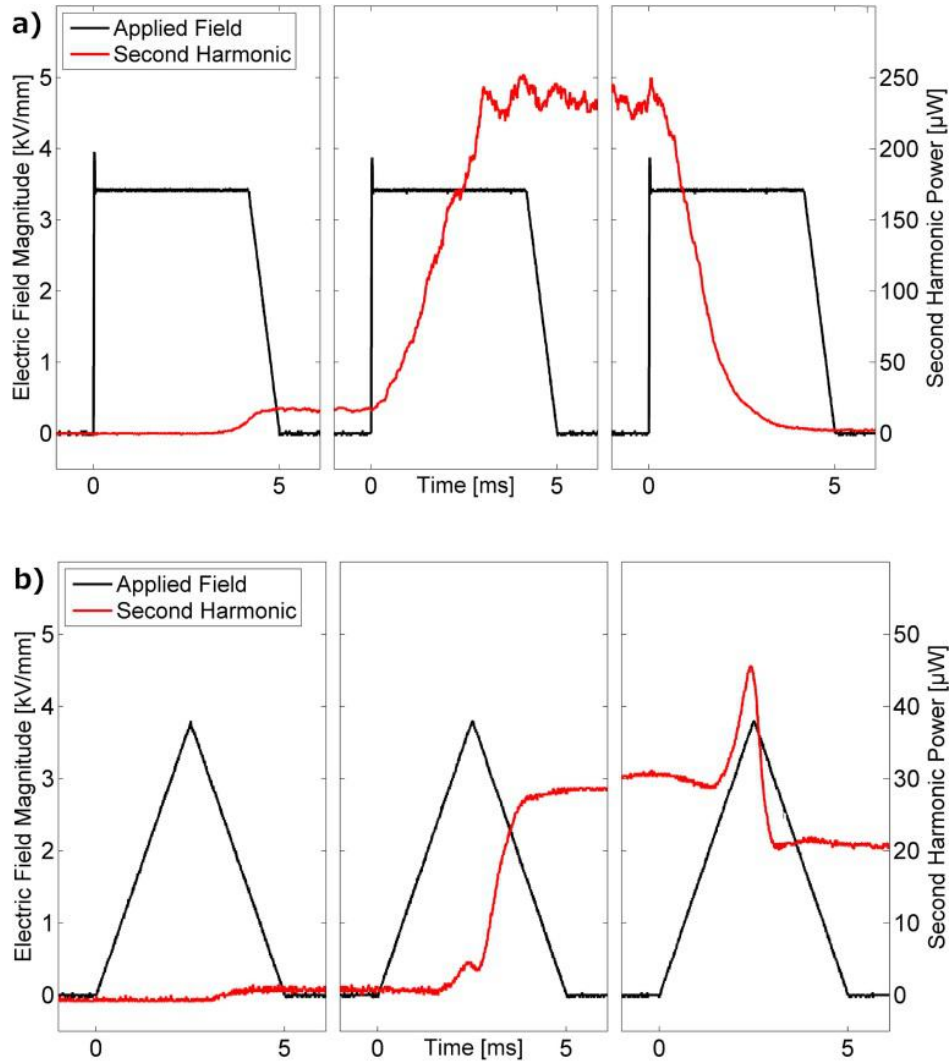 a)
Applied Field
Second Harmonic
Electric Field Magnitude [kV/mm]
5
4
3
2
1
0
250
200
150
100
50
0
Second Harmonic Power [µW]
0 5 0 5 0 5
Time [ms]
b)
Applied Field
Second Harmonic
Electric Field Magnitude [kV/mm]
5
4
3
2
1
0
50
40
30
20
10
0
Second Harmonic Power [µW]
0 5 0 5 0 5
Time [ms]